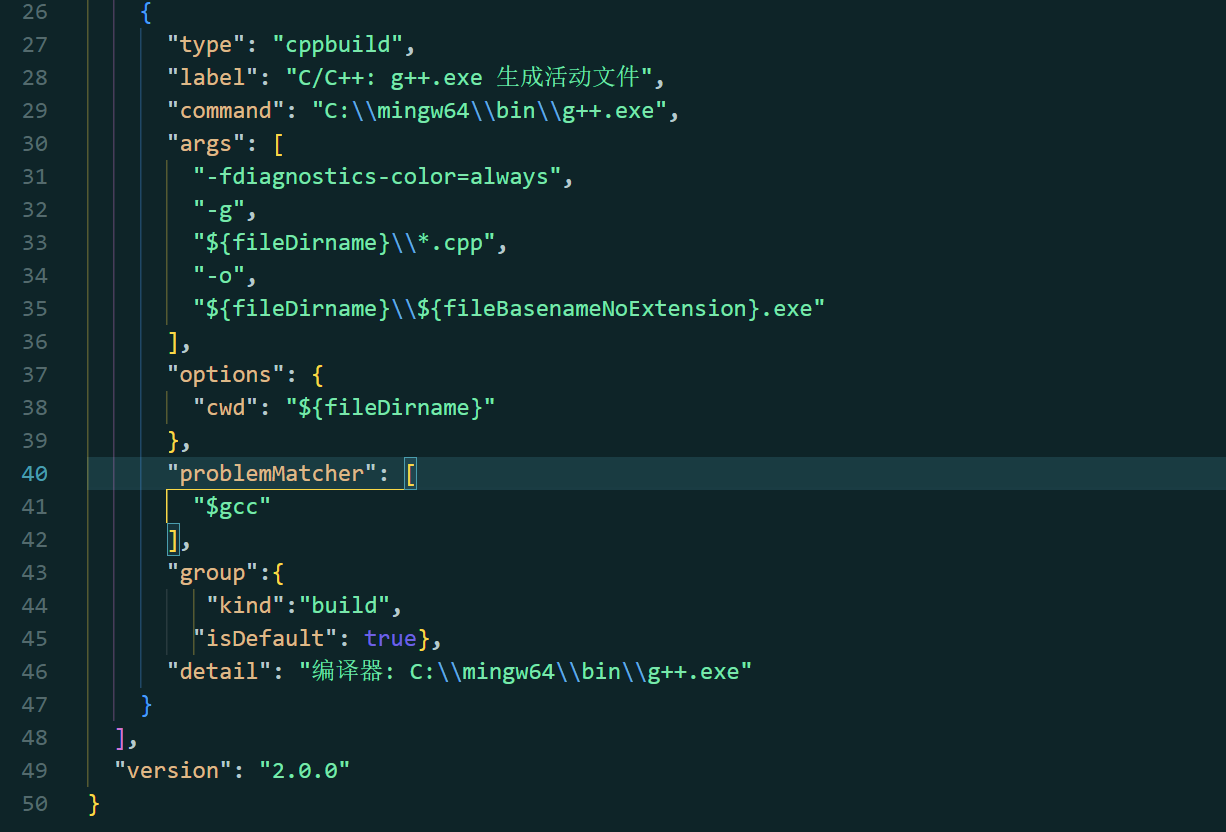 26 {
27 "type": "cppbuild",
28 "label": "C/C++: g++.exe 生成活动文件",
29 "command": "C:\\mingw64\\bin\\g++.exe",
30 "args": [
31 "-fdiagnostics-color=always",
32 "-g",
33 "${fileDirname}\\*.cpp",
34 "-o",
35 "${fileDirname}\\${fileBasenameNoExtension}.exe"
36 ],
37 "options": {
38 "cwd": "${fileDirname}"
39 },
40 "problemMatcher": [
41 "$gcc"
42 ],
43 "group":{
44 "kind":"build",
45 "isDefault": true},
46 "detail": "编译器: C:\\mingw64\\bin\\g++.exe"
47 }
48 ],
49 "version": "2.0.0"
50 }